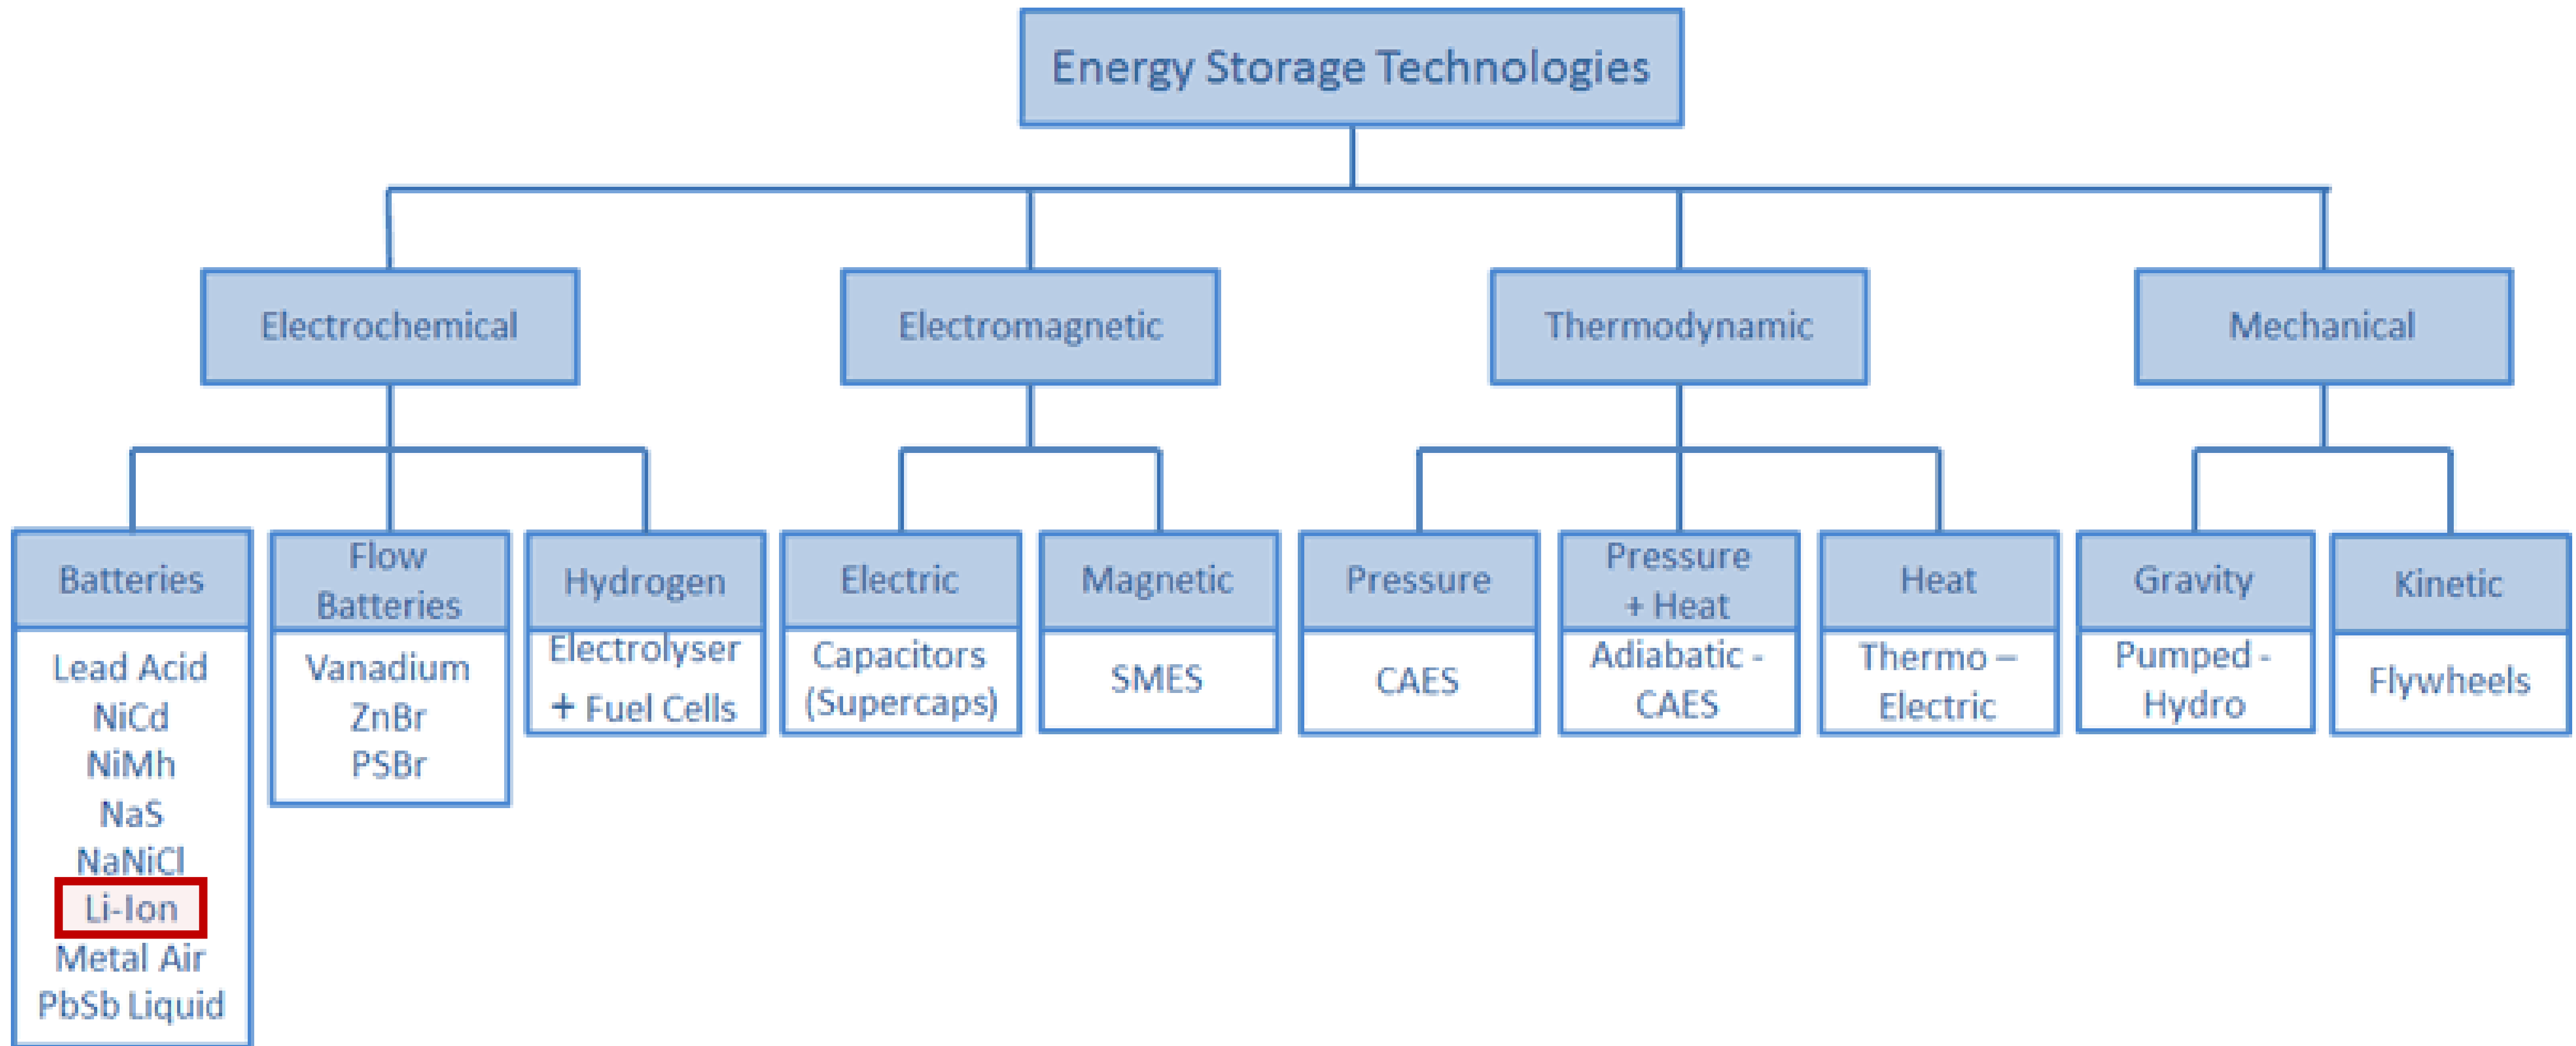 Energy Storage Technologies
Electrochemical
Electromagnetic
Thermodynamic
Mechanical
Batteries
Lead Acid
NiCd
NiMh
NaS
NaNiCl
Li-Ion
Metal Air
PbSb Liquid
Flow
Batteries
Vanadium
ZnBr
PSBr
Hydrogen
Electrolyser
+ Fuel Cells
Electric
Capacitors
(Supercaps)
Magnetic
SMES
Pressure
CAES
Pressure
+ Heat
Adiabatic -
CAES
Heat
Thermo –
Electric
Gravity
Pumped -
Hydro
Kinetic
Flywheels